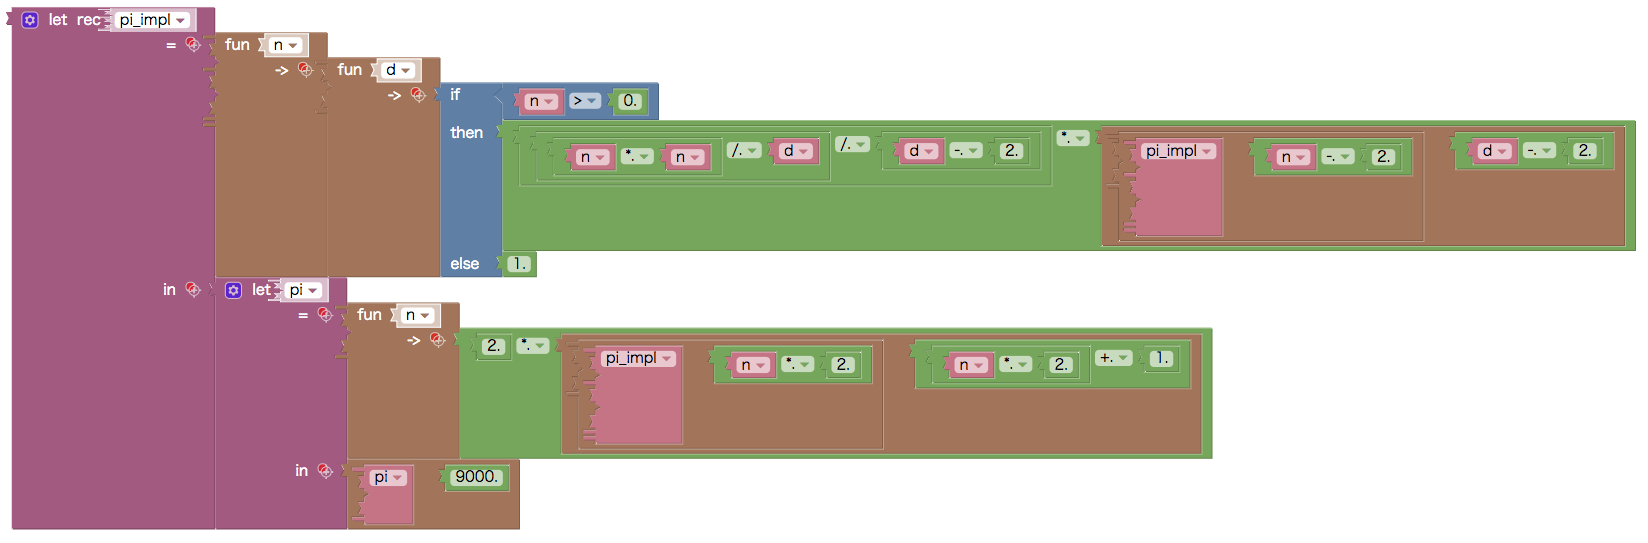 let rec pi_impl
= fun n
-> fun d
-> if n > 0.
then n *. n /. d /. d -. 2. *. pi_impl n -. 2. d -. 2.
else 1.
in let pi
= fun n
-> 2. *. pi_impl n *. 2. n *. 2. +. 1.
in pi 9000.